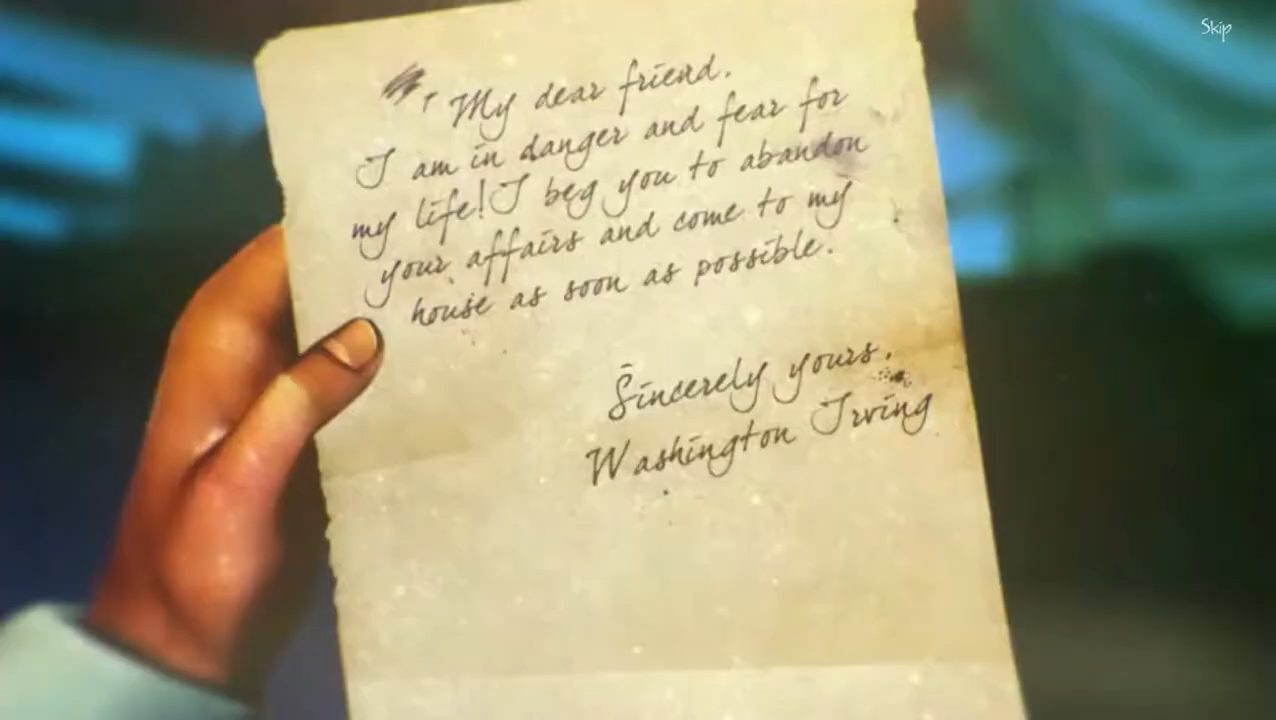 Skip
My dear friend.
I am in danger and fear for
my life! I beg you to abandon
your affairs and come to my
house as soon as possible.
Sincerely yours,
Washington Irving